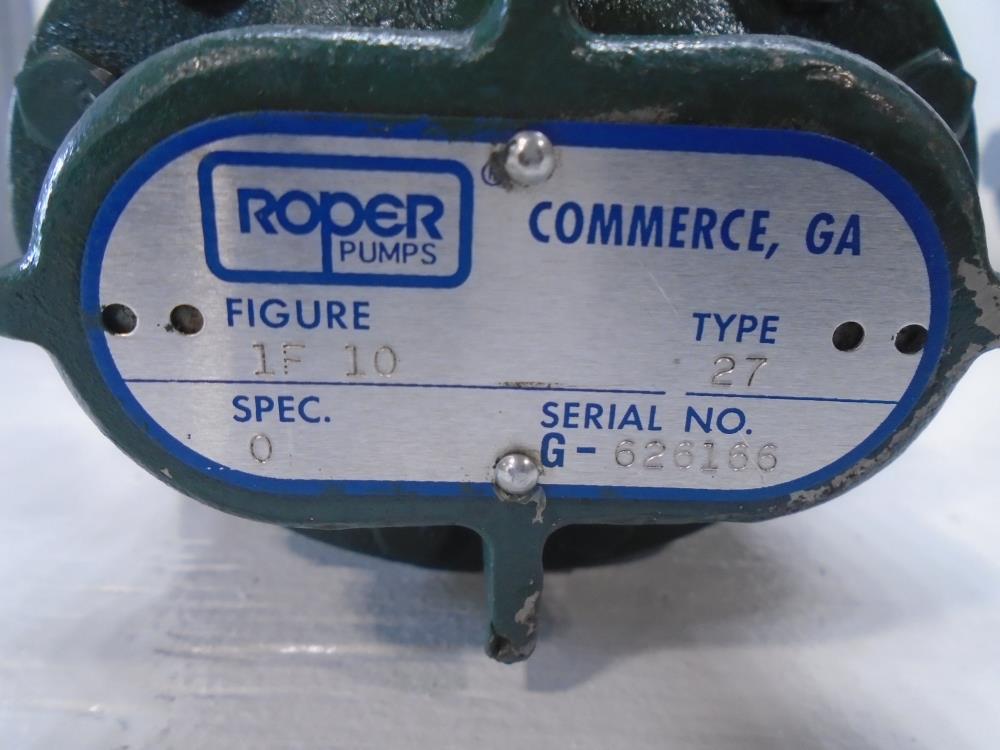 ROPER
PUMPS
®
COMMERCE, GA
FIGURE
1F 10
TYPE
27
SPEC.
0
SERIAL NO.
G- 626166